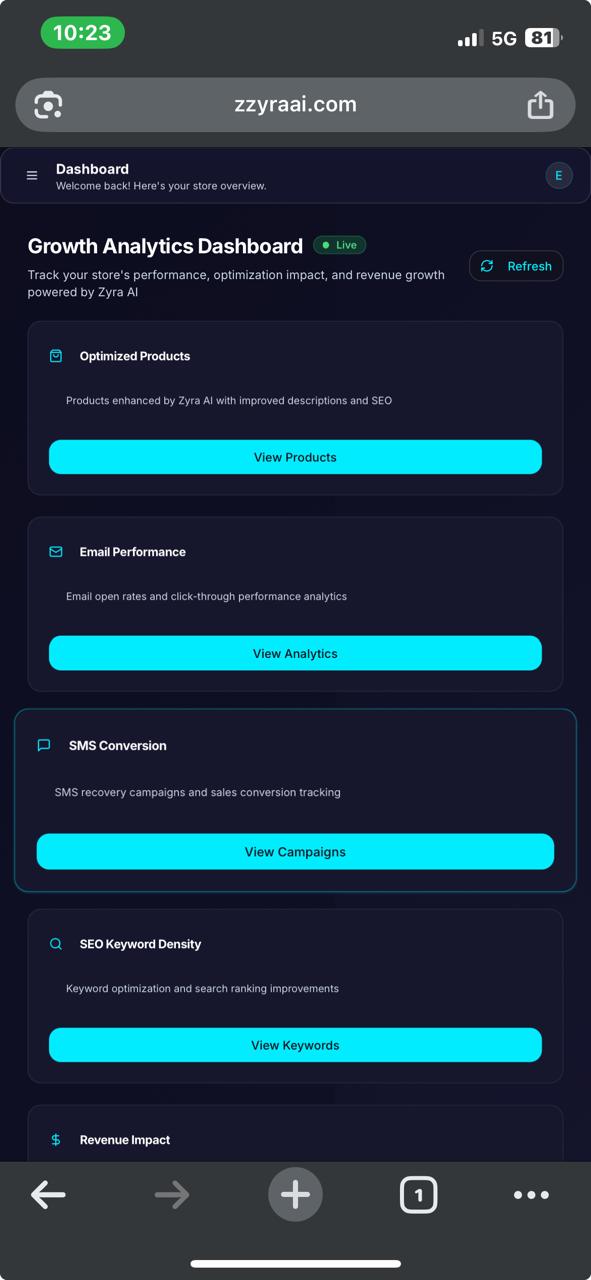 10:23
5G
81
zzyraai.com
Dashboard
Welcome back! Here's your store overview.
E
Growth Analytics Dashboard
Live
Track your store's performance, optimization impact, and revenue growth
powered by Zyra AI
Refresh
Optimized Products
Products enhanced by Zyra AI with improved descriptions and SEO
View Products
Email Performance
Email open rates and click-through performance analytics
View Analytics
SMS Conversion
SMS recovery campaigns and sales conversion tracking
View Campaigns
SEO Keyword Density
Keyword optimization and search ranking improvements
View Keywords
Revenue Impact
1